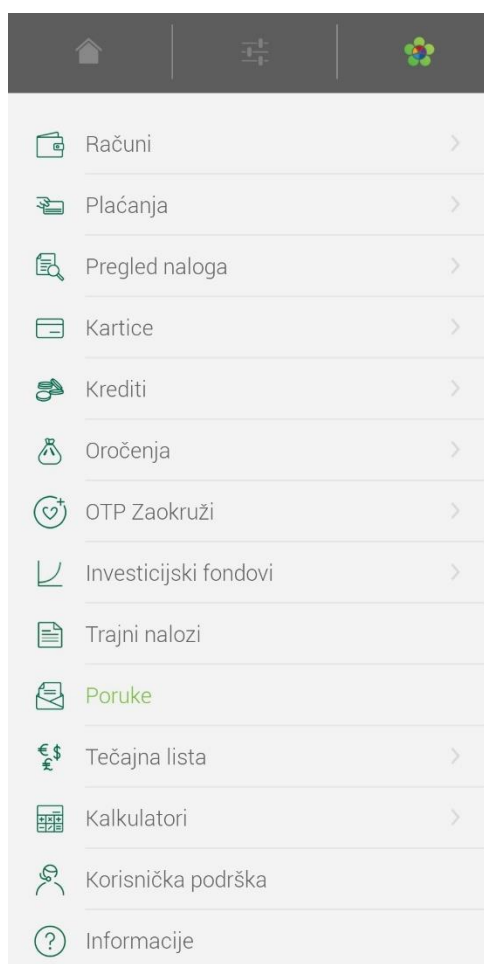 Računi
Plaćanja
Pregled naloga
Kartice
Krediti
Oročenja
OTP Zaokruži
Investicijski fondovi
Trajni nalozi
Poruke
Tečajna lista
Kalkulatori
Korisnička podrška
Informacije